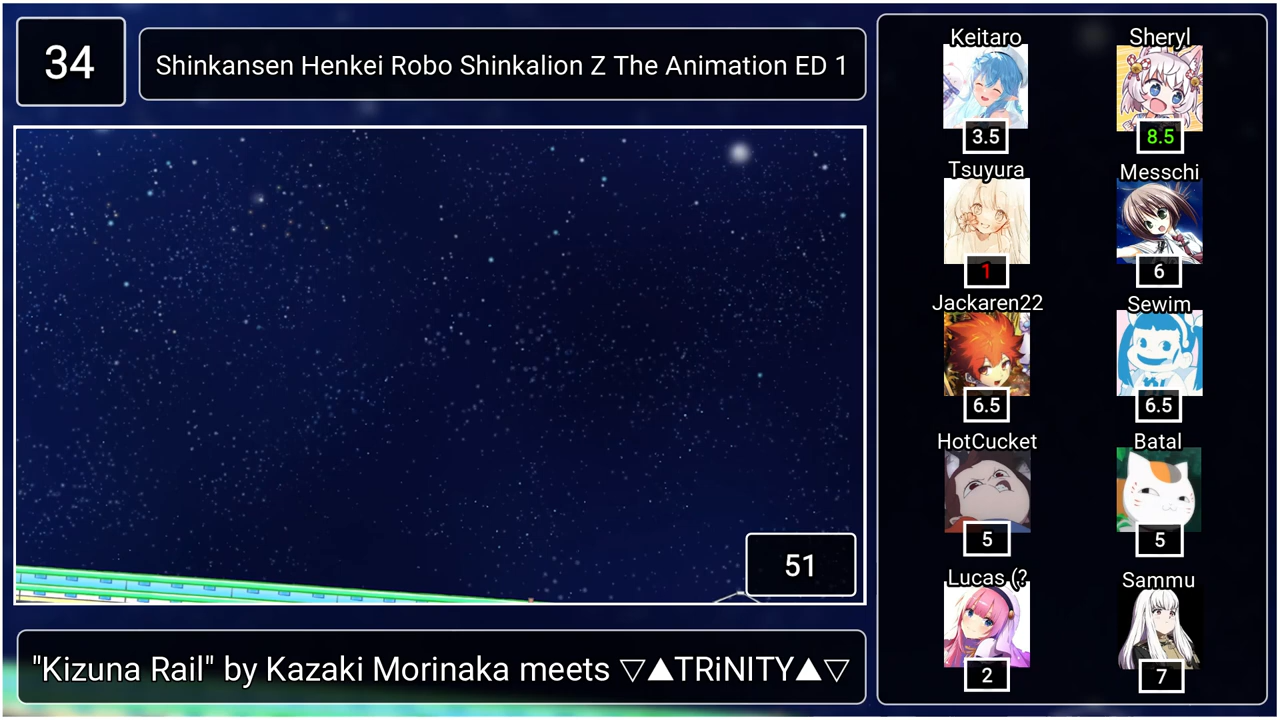 34
Shinkansen Henkei Robo Shinkalion Z The Animation ED 1
51
"Kizuna Rail" by Kazaki Morinaka meets ▽▲TRiNITY▲▽
Keitaro
3.5
Sheryl
8.5
Tsuyura
1
Messchi
6
Jackaren22
6.5
Sewim
6.5
HotCucket
5
Batal
5
Lucas (?
2
Sammu
7